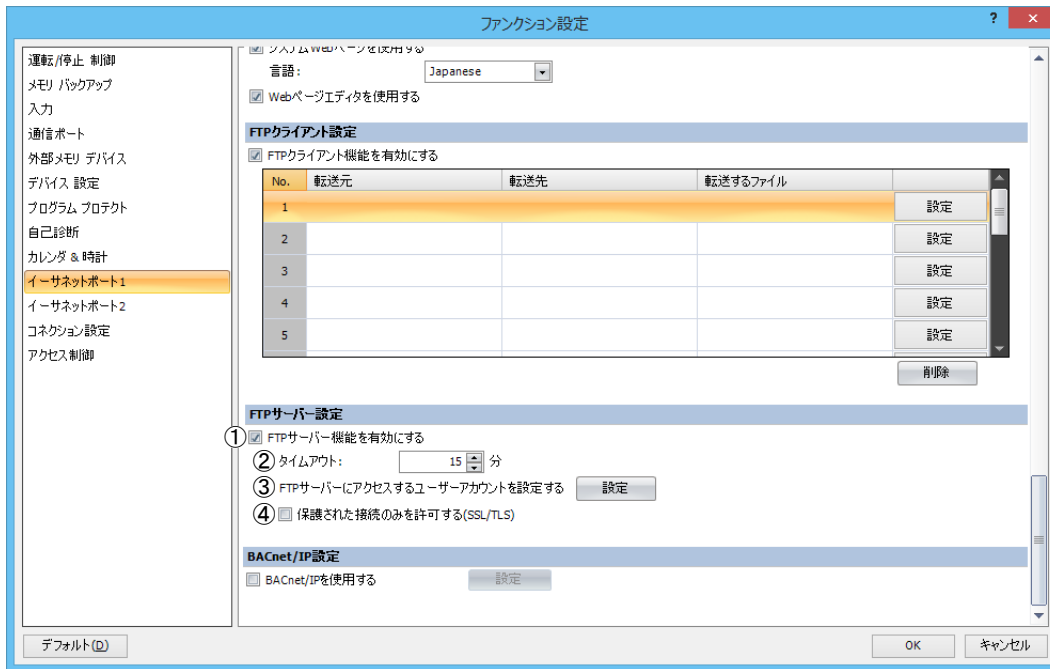 ファンクション設定
?
×
運転/停止 制御
メモリ バックアップ
入力
通信ポート
外部メモリ デバイス
デバイス 設定
プログラム プロテクト
自己診断
カレンダ & 時計
イーサネットポート1
イーサネットポート2
コネクション設定
アクセス制御
システムWebページを使用する
言語:
Japanese
Webページエディタを使用する
FTPクライアント設定
FTPクライアント機能を有効にする
No. 転送元 転送先 転送するファイル
1 設定
2 設定
3 設定
4 設定
5 設定
削除
FTPサーバー設定
① FTPサーバー機能を有効にする
② タイムアウト: 15 分
③ FTPサーバーにアクセスするユーザーアカウントを設定する 設定
④ 保護された接続のみを許可する(SSL/TLS)
BACnet/IP設定
BACnet/IPを使用する 設定
デフォルト(D) OK キャンセル